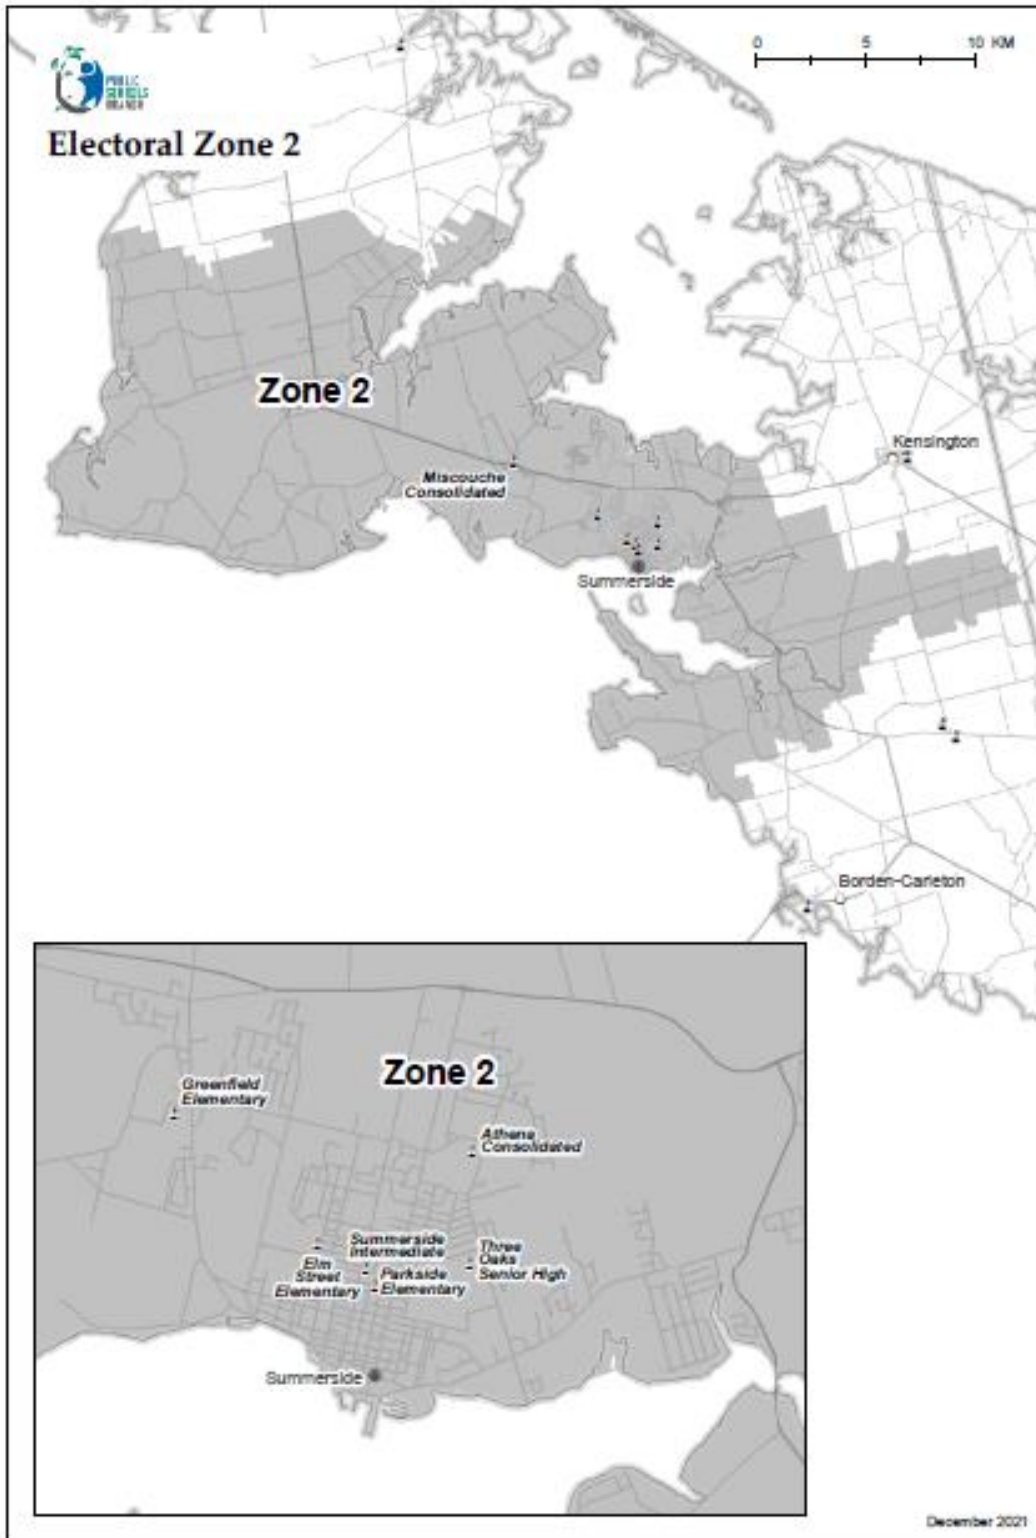 0 5 10 KM
PUBLIC
SCHOOLS
BRANCH
Electoral Zone 2
Zone 2
Kensington
Miscouche
Consolidated
Summerside
Borden-Carleton
Zone 2
Greenfield
Elementary
Athena
Consolidated
Summerside
Intermediate
Three
Oaks
Senior High
Elm
Street
Elementary
Parkside
Elementary
Summerside
December 2021